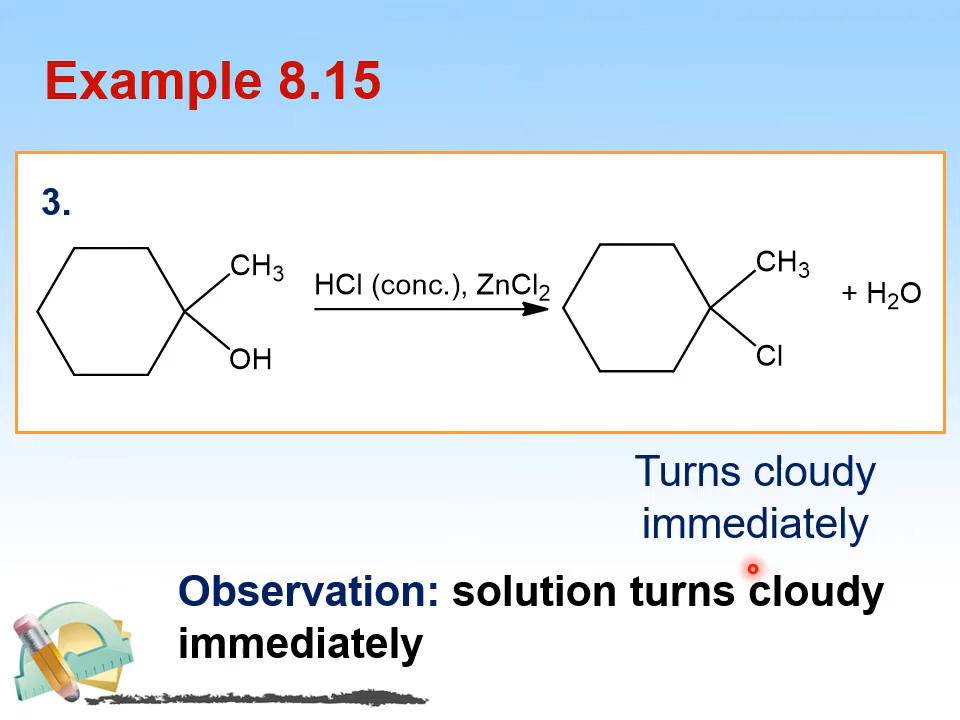 Example 8.15
3.
CH3
OH
HCl (conc.), ZnCl2
CH3
Cl
+ H2O
Turns cloudy
immediately
Observation: solution turns cloudy
immediately